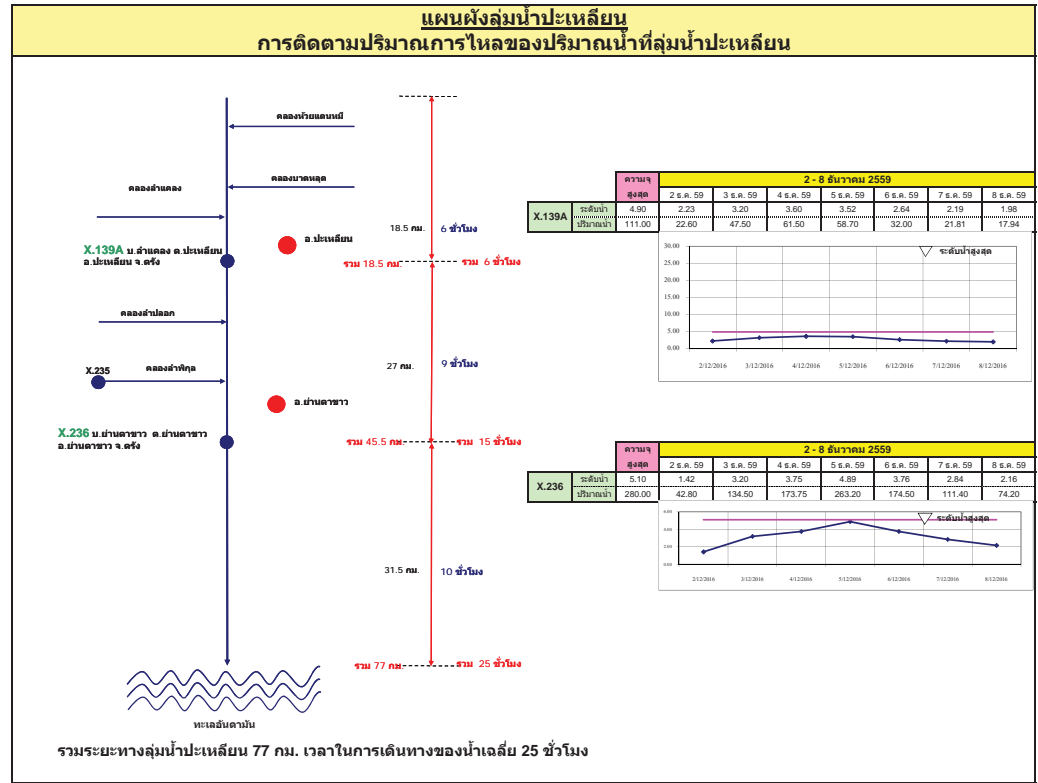 แผนผังลุ่มน้ำปะเหลียน
การติดตามปริมาณการไหลของปริมาณน้ำที่ลุ่มน้ำปะเหลียน
คลองห้วยแดนหมี
คลองบาดหลุด
คลองลำแคลง
18.5 กม.
6 ชั่วโมง
อ.ปะเหลียน
X.139A บ.ลำแคลง ต.ปะเหลียน
อ.ปะเหลียน จ.ตรัง
รวม 18.5 กม.
รวม 6 ชั่วโมง
คลองลำปลอก
27 กม.
9 ชั่วโมง
X.235
คลองลำพิกุล
อ.ย่านตาขาว
X.236 บ.ย่านตาขาว ต.ย่านตาขาว
อ.ย่านตาขาว จ.ตรัง
รวม 45.5 กม.
รวม 15 ชั่วโมง
31.5 กม.
10 ชั่วโมง
รวม 77 กม.
รวม 25 ชั่วโมง
ทะเลอันดามัน
รวมระยะทางลุ่มน้ำปะเหลียน 77 กม. เวลาในการเดินทางของน้ำเฉลี่ย 25 ชั่วโมง
ความจุ 2 - 8 ธันวาคม 2559
สูงสุด 2 ธ.ค. 59 3 ธ.ค. 59 4 ธ.ค. 59 5 ธ.ค. 59 6 ธ.ค. 59 7 ธ.ค. 59 8 ธ.ค. 59
X.139A
ระดับน้ำ 4.90 2.23 3.20 3.60 3.52 2.64 2.19 1.98
ปริมาณน้ำ 111.00 22.60 47.50 61.50 58.70 32.00 21.81 17.94
ระดับน้ำสูงสุด
30.00
25.00
20.00
15.00
10.00
5.00
0.00
2/12/2016 3/12/2016 4/12/2016 5/12/2016 6/12/2016 7/12/2016 8/12/2016
ความจุ 2 - 8 ธันวาคม 2559
สูงสุด 2 ธ.ค. 59 3 ธ.ค. 59 4 ธ.ค. 59 5 ธ.ค. 59 6 ธ.ค. 59 7 ธ.ค. 59 8 ธ.ค. 59
X.236
ระดับน้ำ 5.10 1.42 3.20 3.75 4.89 3.76 2.84 2.16
ปริมาณน้ำ 280.00 42.80 134.50 173.75 263.20 174.50 111.40 74.20
ระดับน้ำสูงสุด
6.00
4.00
2.00
0.00
2/12/2016 3/12/2016 4/12/2016 5/12/2016 6/12/2016 7/12/2016 8/12/2016